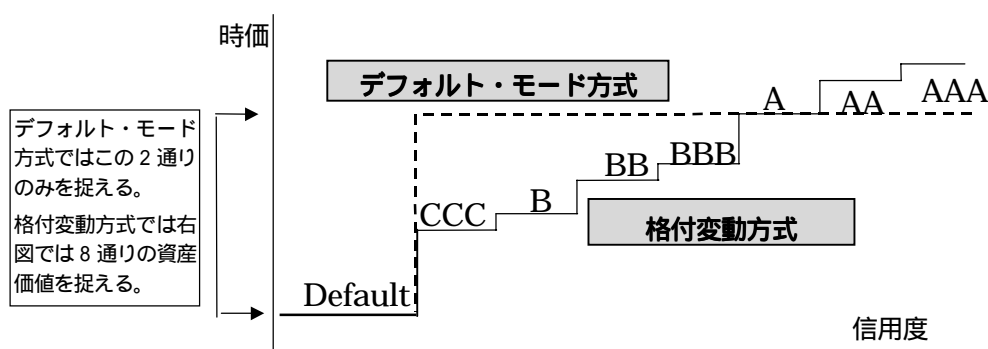 時価
デフォルト・モード方式
デフォルト・モード
方式ではこの2通り
のみを捉える。
格付変動方式では右
図では8通りの資産
価値を捉える。
A
AA
AAA
BB
BBB
CCC
B
格付変動方式
Default
信用度